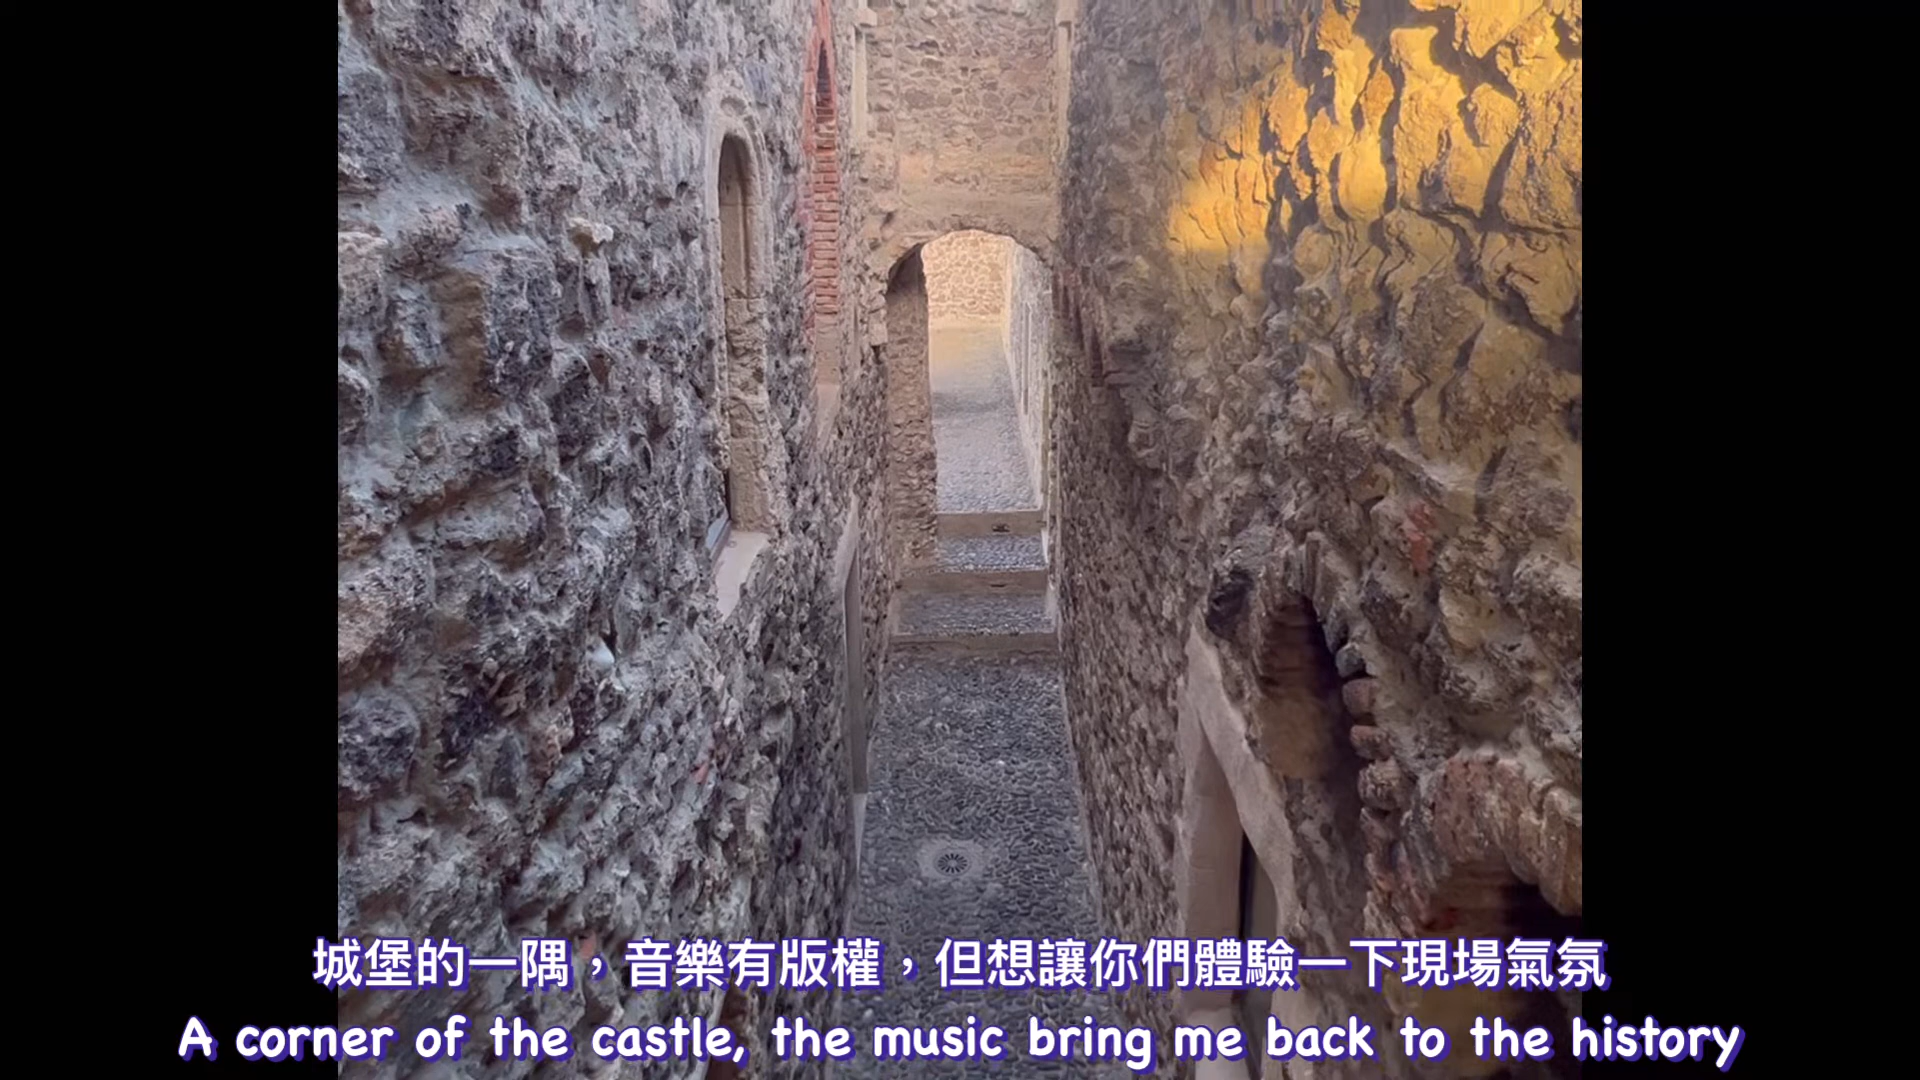 城堡的一隅，音樂有版權，但想讓你們體驗一下現場氣氛
A corner of the castle, the music bring me back to the history